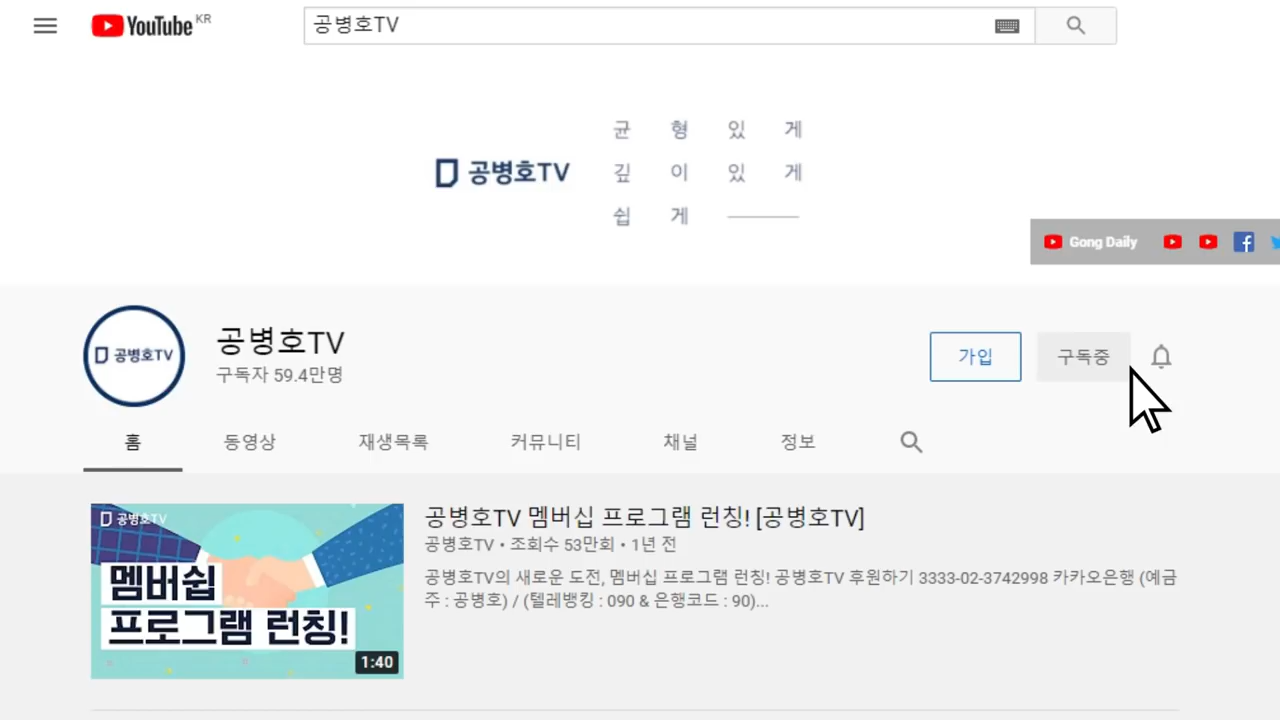 YouTube KR
공병호TV
균 형 있 게
공병호TV
깊 이 있 게
쉽 게
Gong Daily
공병호TV
공병호TV
구독자 59.4만명
가입
구독중
홈
동영상
재생목록
커뮤니티
채널
정보
공병호TV
멤버쉽
프로그램 런칭!
1:40
공병호TV 멤버십 프로그램 런칭! [공병호TV]
공병호TV • 조회수 53만회 • 1년 전
공병호TV의 새로운 도전, 멤버십 프로그램 런칭! 공병호TV 후원하기 3333-02-3742998 카카오은행 (예금
주 : 공병호) / (텔레뱅킹 : 090 & 은행코드 : 90)...